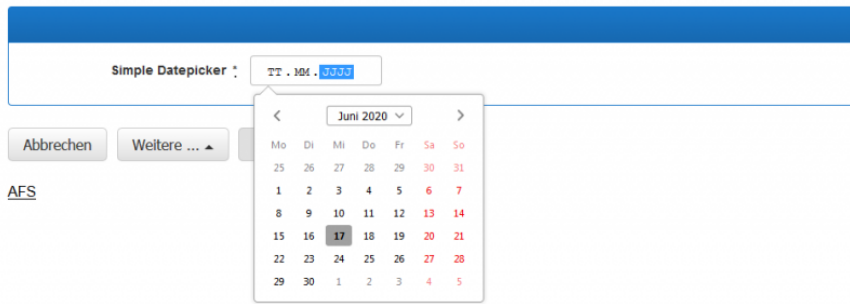 Simple Datepicker * TT.MM.JJJJ
< Juni 2020 >
Mo Di Mi Do Fr Sa So
25 26 27 28 29 30 31
1 2 3 4 5 6 7
8 9 10 11 12 13 14
15 16 17 18 19 20 21
22 23 24 25 26 27 28
29 30 1 2 3 4 5
Abbrechen Weitere ...
AFS